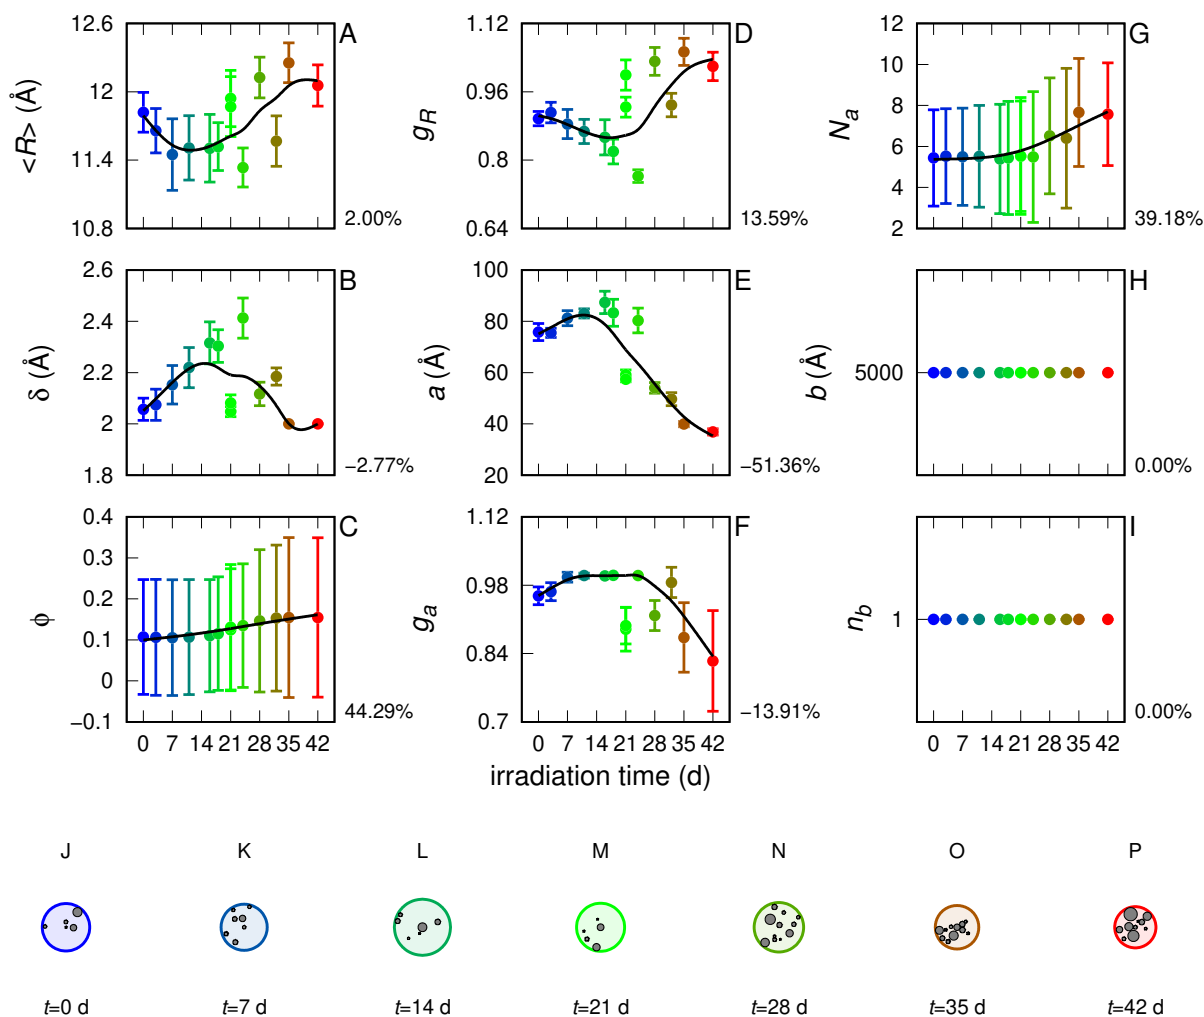 12.6
12
11.4
10.8
<R> (Å)
A
2.00%
1.12
0.96
0.8
0.64
g_R
D
13.59%
12
10
8
6
4
2
N_a
G
39.18%
2.6
2.4
2.2
2
1.8
δ (Å)
B
−2.77%
100
80
60
40
20
a (Å)
E
−51.36%
5000
b (Å)
H
0.00%
0.4
0.3
0.2
0.1
0
−0.1
ϕ
C
44.29%
0 7 14 21 28 35 42
1.12
0.98
0.84
0.7
g_a
F
−13.91%
0 7 14 21 28 35 42
1
n_b
I
0.00%
0 7 14 21 28 35 42
irradiation time (d)
J K L M N O P
t=0 d t=7 d t=14 d t=21 d t=28 d t=35 d t=42 d